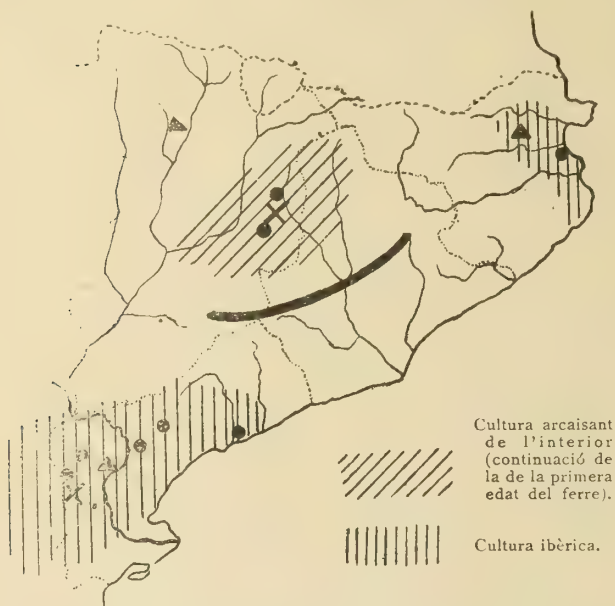 Cultura arcaisant
de l'interior
(continuació de
la de la primera
edat del ferre).
Cultura ibèrica.